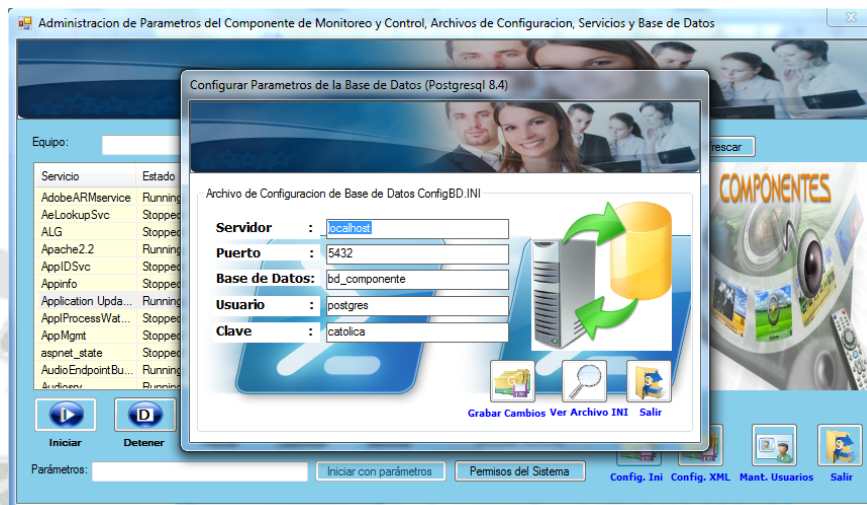 Administracion de Parametros del Componente de Monitoreo y Control, Archivos de Configuracion, Servicios y Base de Datos
Configurar Parametros de la Base de Datos (Postgresql 8.4)
Equipo:
Servicio Estado
AdobeARMservice Running
AeLookupSvc Stopped
ALG Stopped
Apache2.2 Running
AppIDSvc Stopped
Appinfo Stopped
Application Upda... Running
ApplProcessWat... Stopped
AppMgmt Stopped
aspnet_state Stopped
AudioEndpointBu... Running
Audiosrv Running
COMPONENTES
Archivo de Configuracion de Base de Datos ConfigBD.INI
Servidor : localhost
Puerto : 5432
Base de Datos: bd_componente
Usuario : postgres
Clave : catolica
Grabar Cambios Ver Archivo INI Salir
D
Iniciar Detener
Parámetros: Iniciar con parámetros Permisos del Sistema
Config. Ini Config. XML Mant. Usuarios Salir